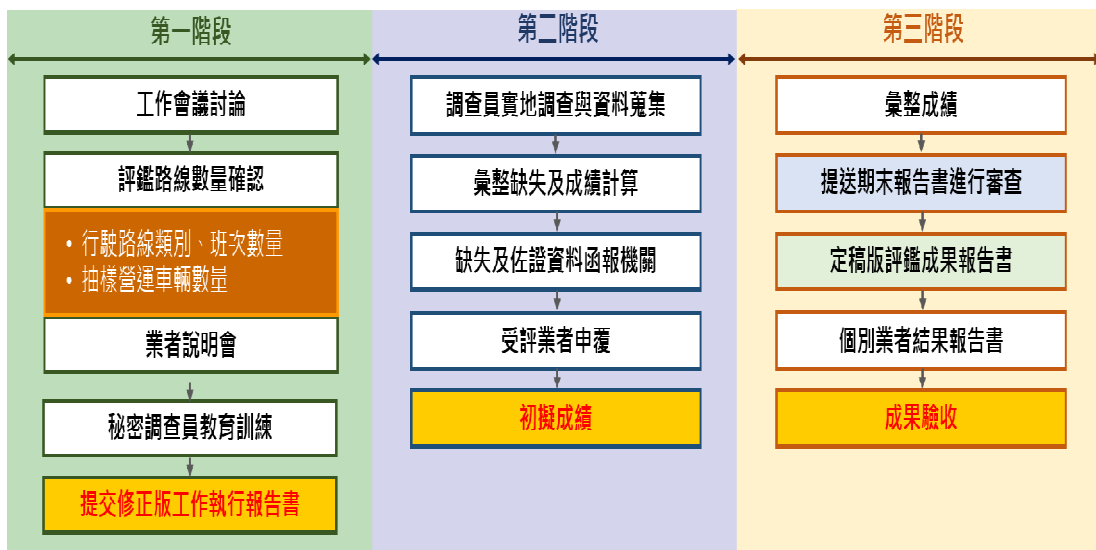 第一階段
工作會議討論
評鑑路線數量確認
• 行駛路線類別、班次數量
• 抽樣營運車輛數量
業者說明會
秘密調查員教育訓練
提交修正版工作執行報告書
第二階段
調查員實地調查與資料蒐集
彙整缺失及成績計算
缺失及佐證資料函報機關
受評業者申覆
初擬成績
第三階段
彙整成績
提送期末報告書進行審查
定稿版評鑑成果報告書
個別業者結果報告書
成果驗收